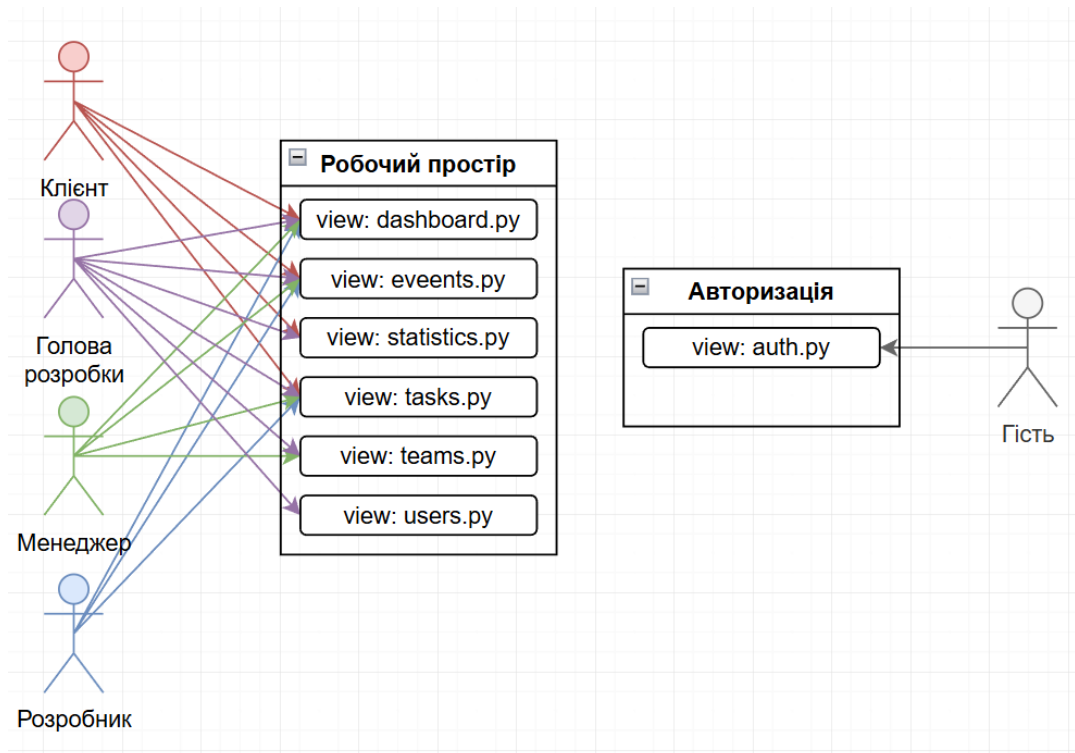 Клієнт
Голова
розробки
Менеджер
Розробник
Робочий простір
view: dashboard.py
view: eveents.py
view: statistics.py
view: tasks.py
view: teams.py
view: users.py
Авторизація
view: auth.py
Гість